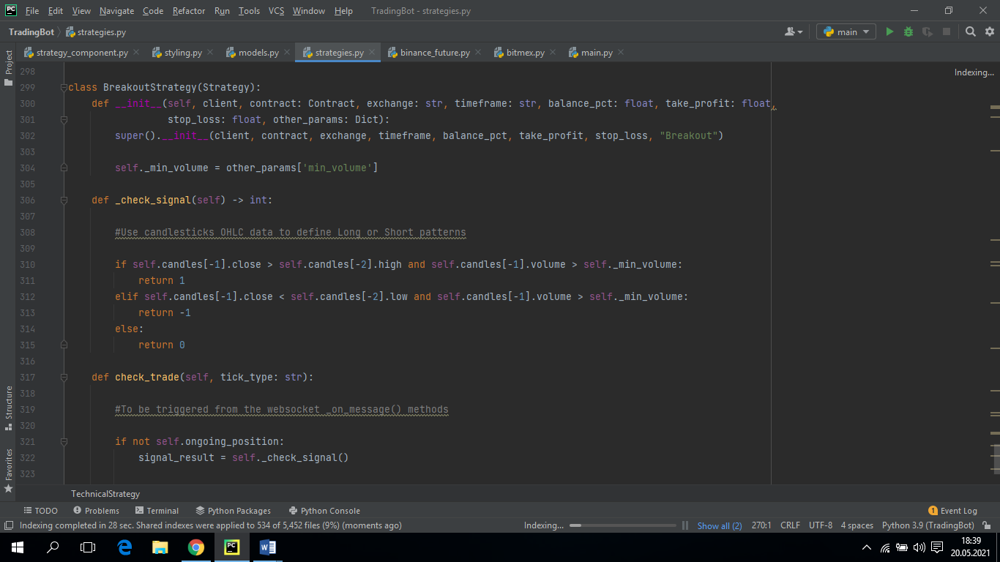 PC File Edit View Navigate Code Refactor Run Tools VCS Window Help TradingBot - strategies.py
TradingBot strategies.py main
strategy_component.py styling.py models.py strategies.py binance_future.py bitmex.py main.py
Project
Structure
Favorites
Indexing...
298
299 class BreakoutStrategy(Strategy):
300 def __init__(self, client, contract: Contract, exchange: str, timeframe: str, balance_pct: float, take_profit: float,
301 stop_loss: float, other_params: Dict):
302 super().__init__(client, contract, exchange, timeframe, balance_pct, take_profit, stop_loss, "Breakout")
303
304 self._min_volume = other_params['min_volume']
305
306 def _check_signal(self) -> int:
307
308 #Use candlesticks OHLC data to define Long or Short patterns
309
310 if self.candles[-1].close > self.candles[-2].high and self.candles[-1].volume > self._min_volume:
311 return 1
312 elif self.candles[-1].close < self.candles[-2].low and self.candles[-1].volume > self._min_volume:
313 return -1
314 else:
315 return 0
316
317 def check_trade(self, tick_type: str):
318
319 #To be triggered from the websocket _on_message() methods
320
321 if not self.ongoing_position:
322 signal_result = self._check_signal()
323
TechnicalStrategy
TODO Problems Terminal Python Packages Python Console 1 Event Log
Indexing completed in 28 sec. Shared indexes were applied to 534 of 5,452 files (9%) (moments ago) Indexing... Show all (2) 270:1 CRLF UTF-8 4 spaces Python 3.9 (TradingBot)
PC
W
18:39
20.05.2021